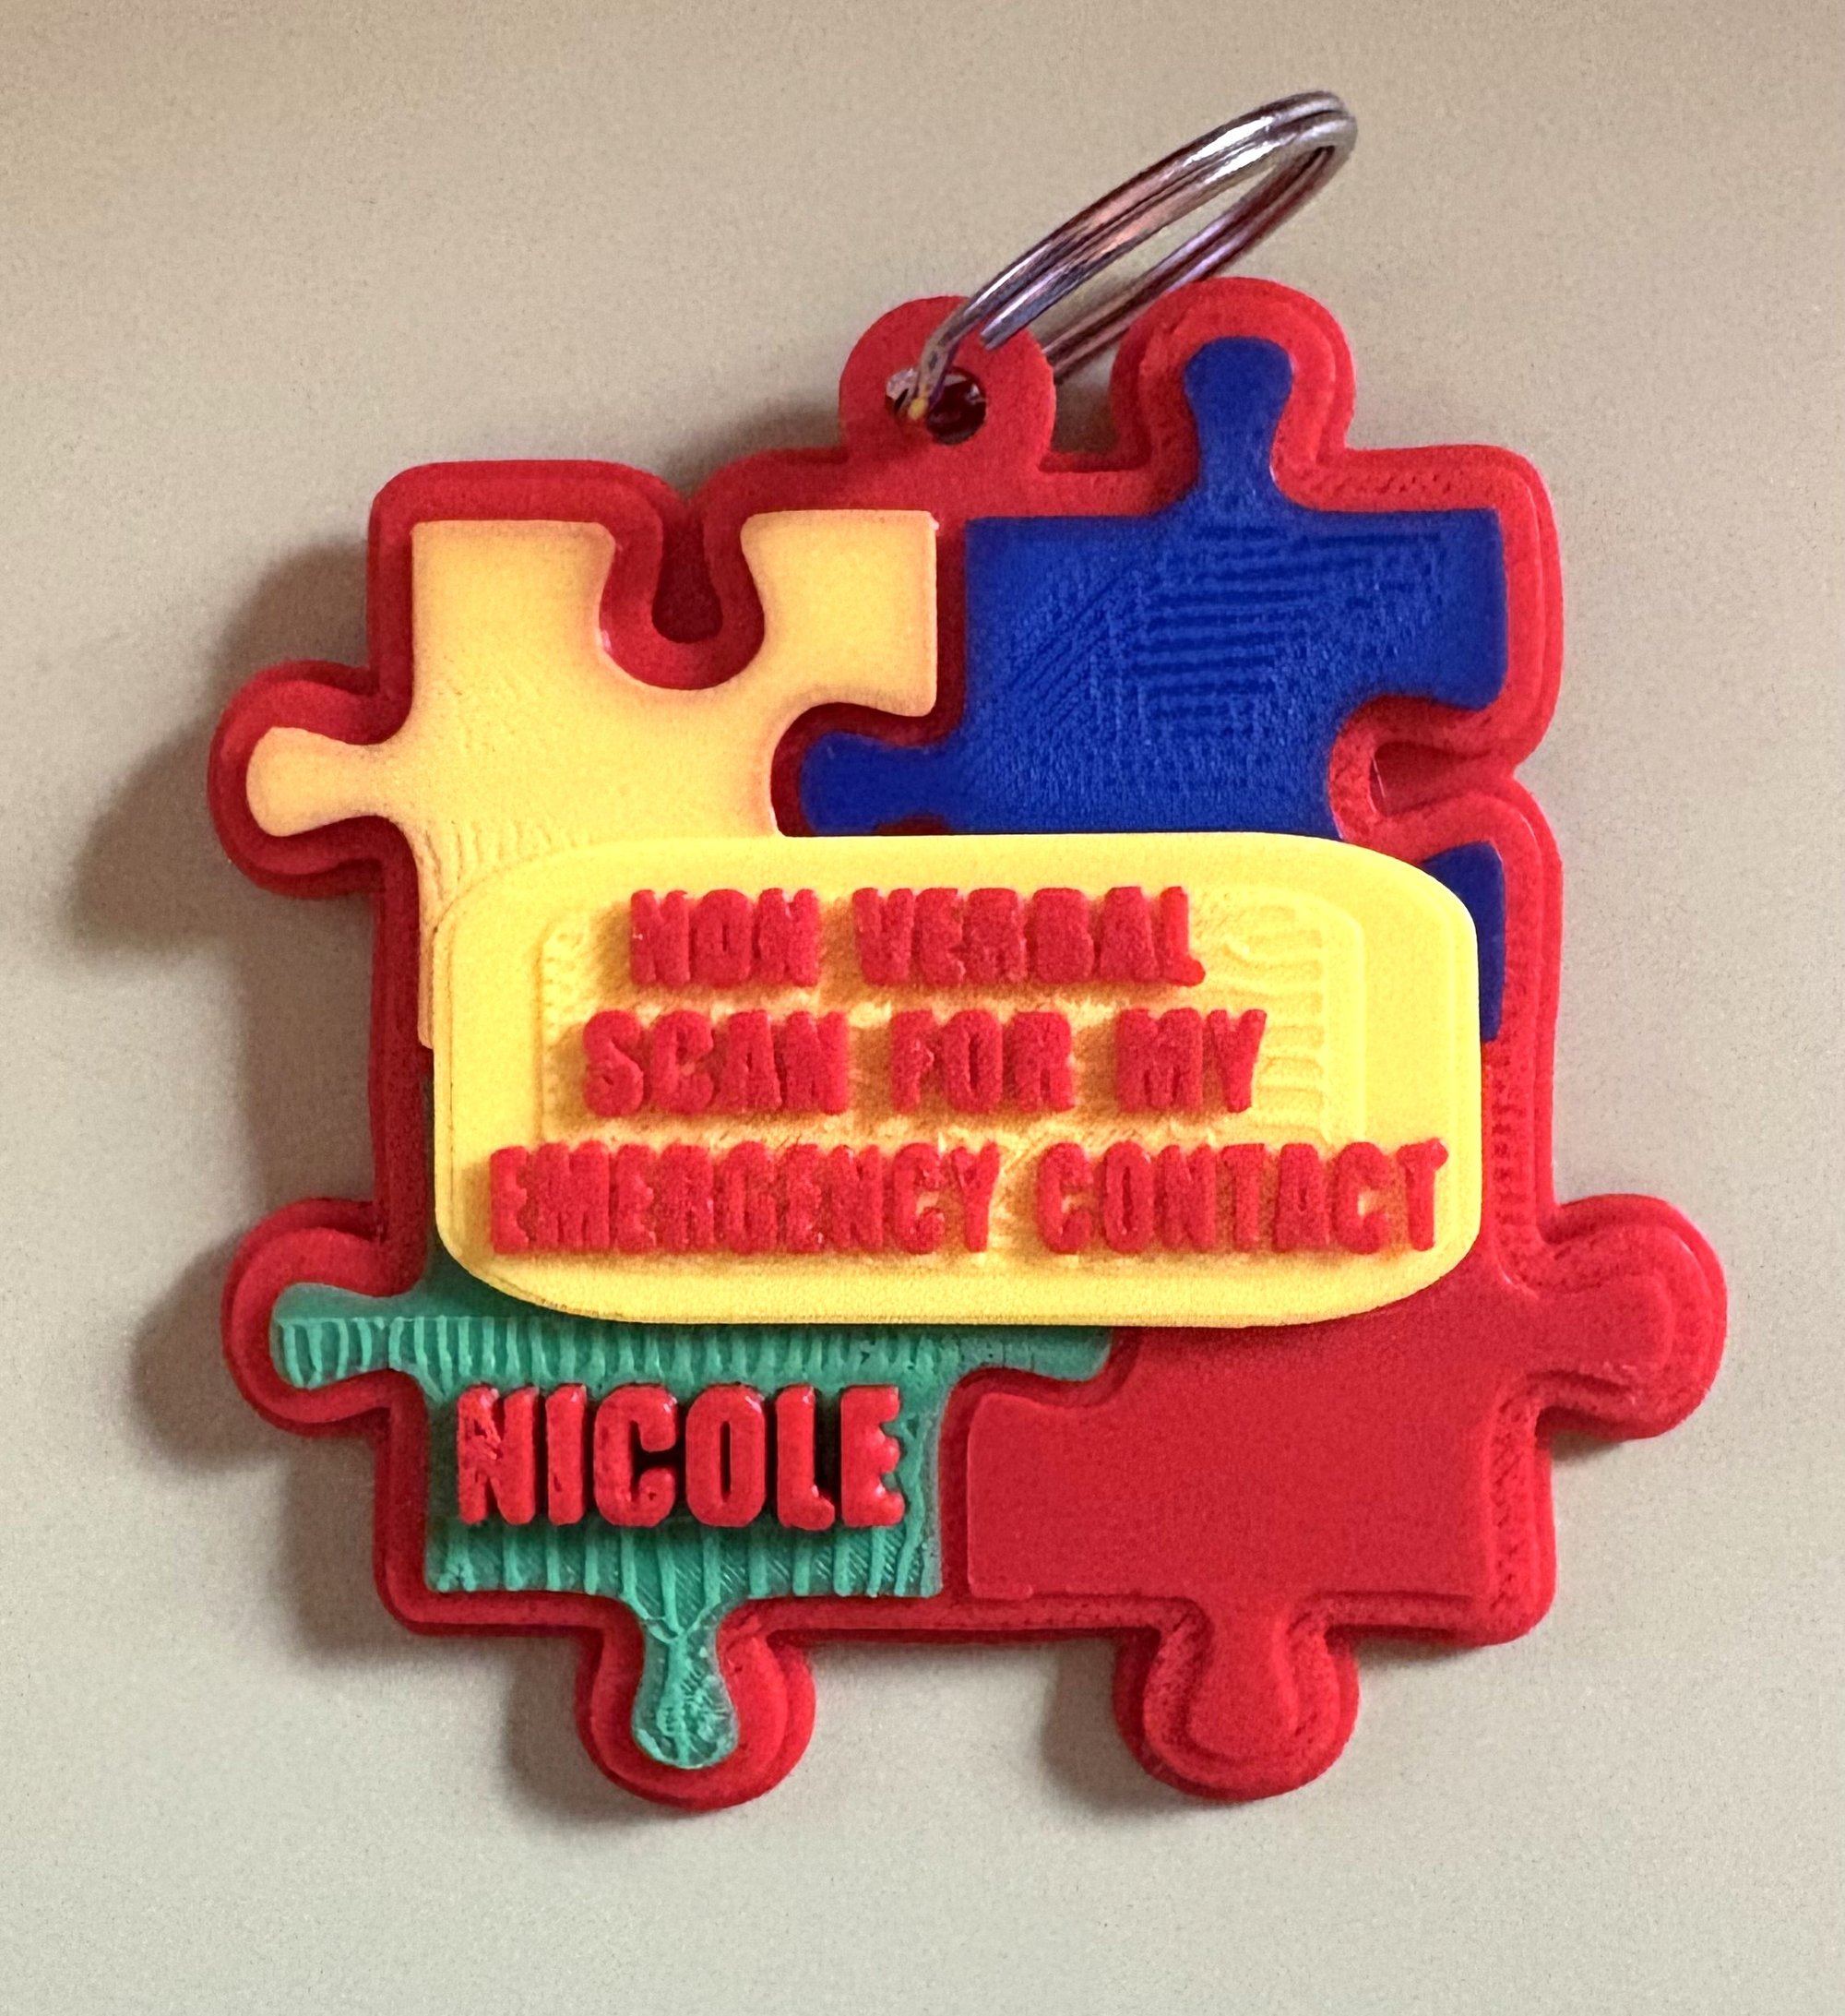 NON VERBAL
SCAN FOR MY
EMERGENCY CONTACT
NICOLE